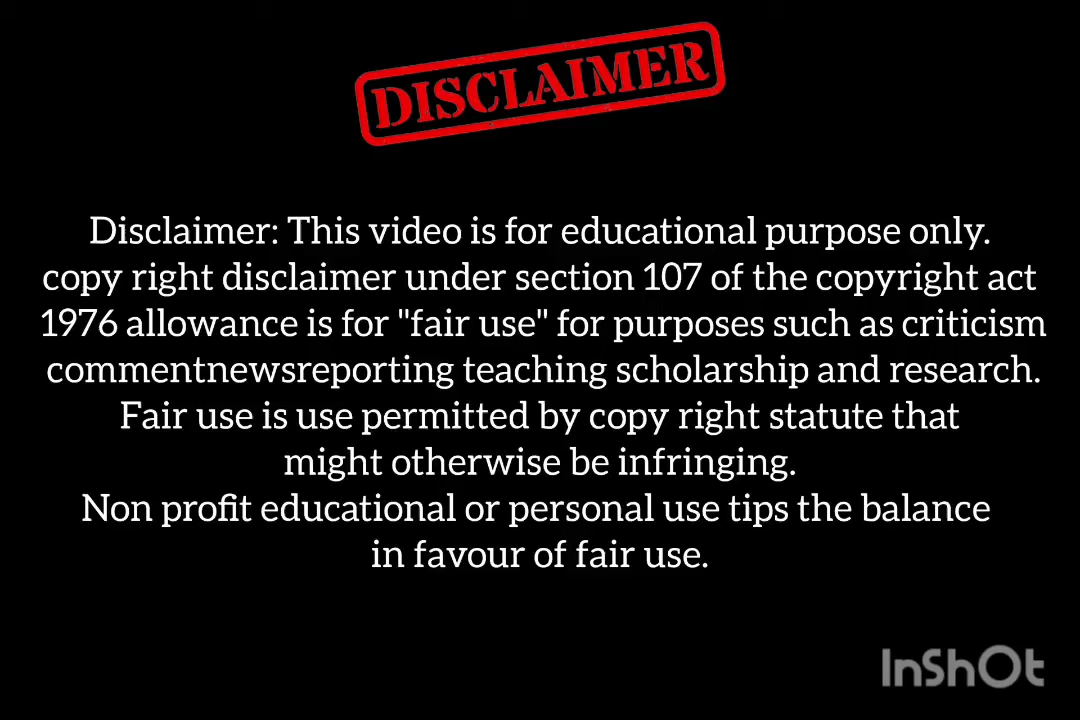 DISCLAIMER
Disclaimer: This video is for educational purpose only.
copy right disclaimer under section 107 of the copyright act
1976 allowance is for "fair use" for purposes such as criticism
commentnewsreporting teaching scholarship and research.
Fair use is use permitted by copy right statute that
might otherwise be infringing.
Non profit educational or personal use tips the balance
in favour of fair use.
InShOt